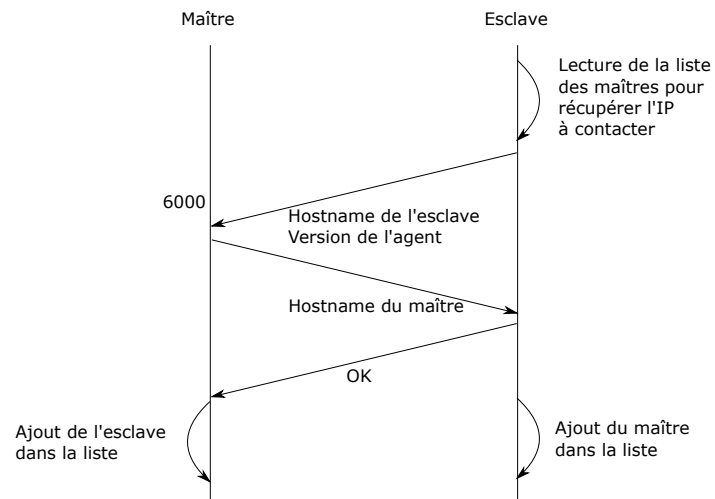 Maître
Esclave
Lecture de la liste
des maîtres pour
récupérer l'IP
à contacter
6000
Hostname de l'esclave
Version de l'agent
Hostname du maître
OK
Ajout de l'esclave
dans la liste
Ajout du maître
dans la liste